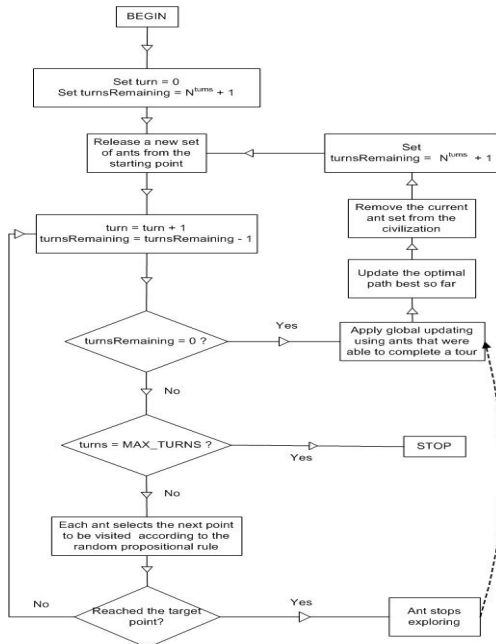 BEGIN
Set turn = 0
Set turnsRemaining = N^turns + 1
Release a new set
of ants from the
starting point
Set
turnsRemaining = N^turns + 1
Remove the current
ant set from the
civilization
turn = turn + 1
turnsRemaining = turnsRemaining - 1
Update the optimal
path best so far
turnsRemaining = 0 ?
Yes
Apply global updating
using ants that were
able to complete a tour
No
turns = MAX_TURNS ?
Yes
STOP
No
Each ant selects the next point
to be visited according to the
random propositional rule
No
Reached the target
point?
Yes
Ant stops
exploring